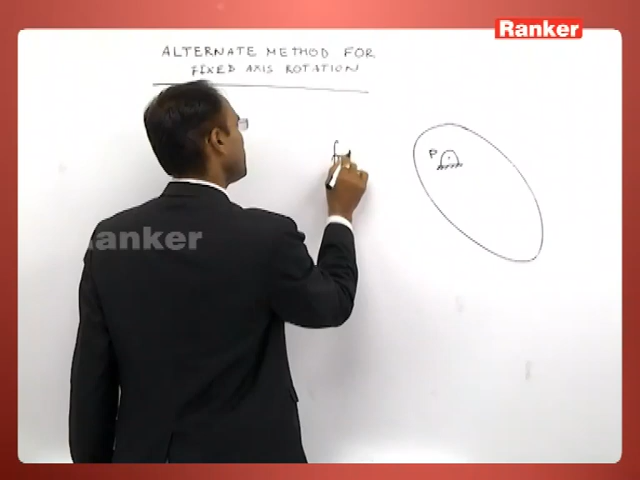 Ranker
ALTERNATE METHOD FOR
FIXED AXIS ROTATION
P
Ranker